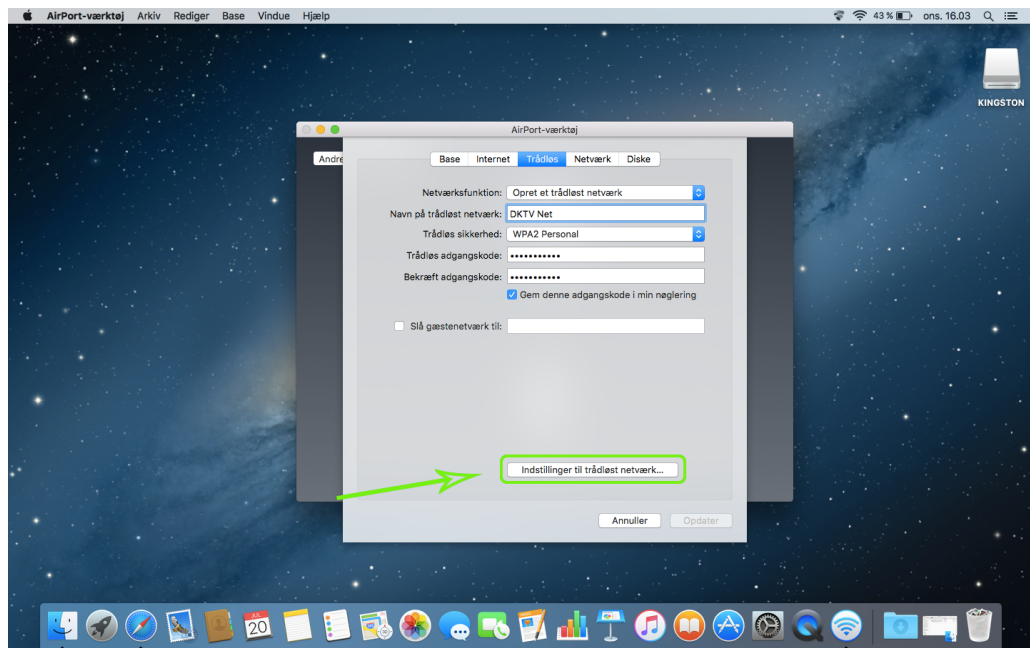 AirPort-værktøj Arkiv Rediger Base Vindue Hjælp 43 % ons. 16.03
KINGSTON
AirPort-værktøj
Andre
Base Internet Trådløs Netværk Diske
Netværksfunktion: Opret et trådløst netværk
Navn på trådløst netværk: DKTV Net
Trådløs sikkerhed: WPA2 Personal
Trådløs adgangskode: •••••••••••
Bekræft adgangskode: •••••••••••
Gem denne adgangskode i min nøglering
Slå gæstenetværk til:
Indstillinger til trådløst netværk...
Annuller Opdater
20